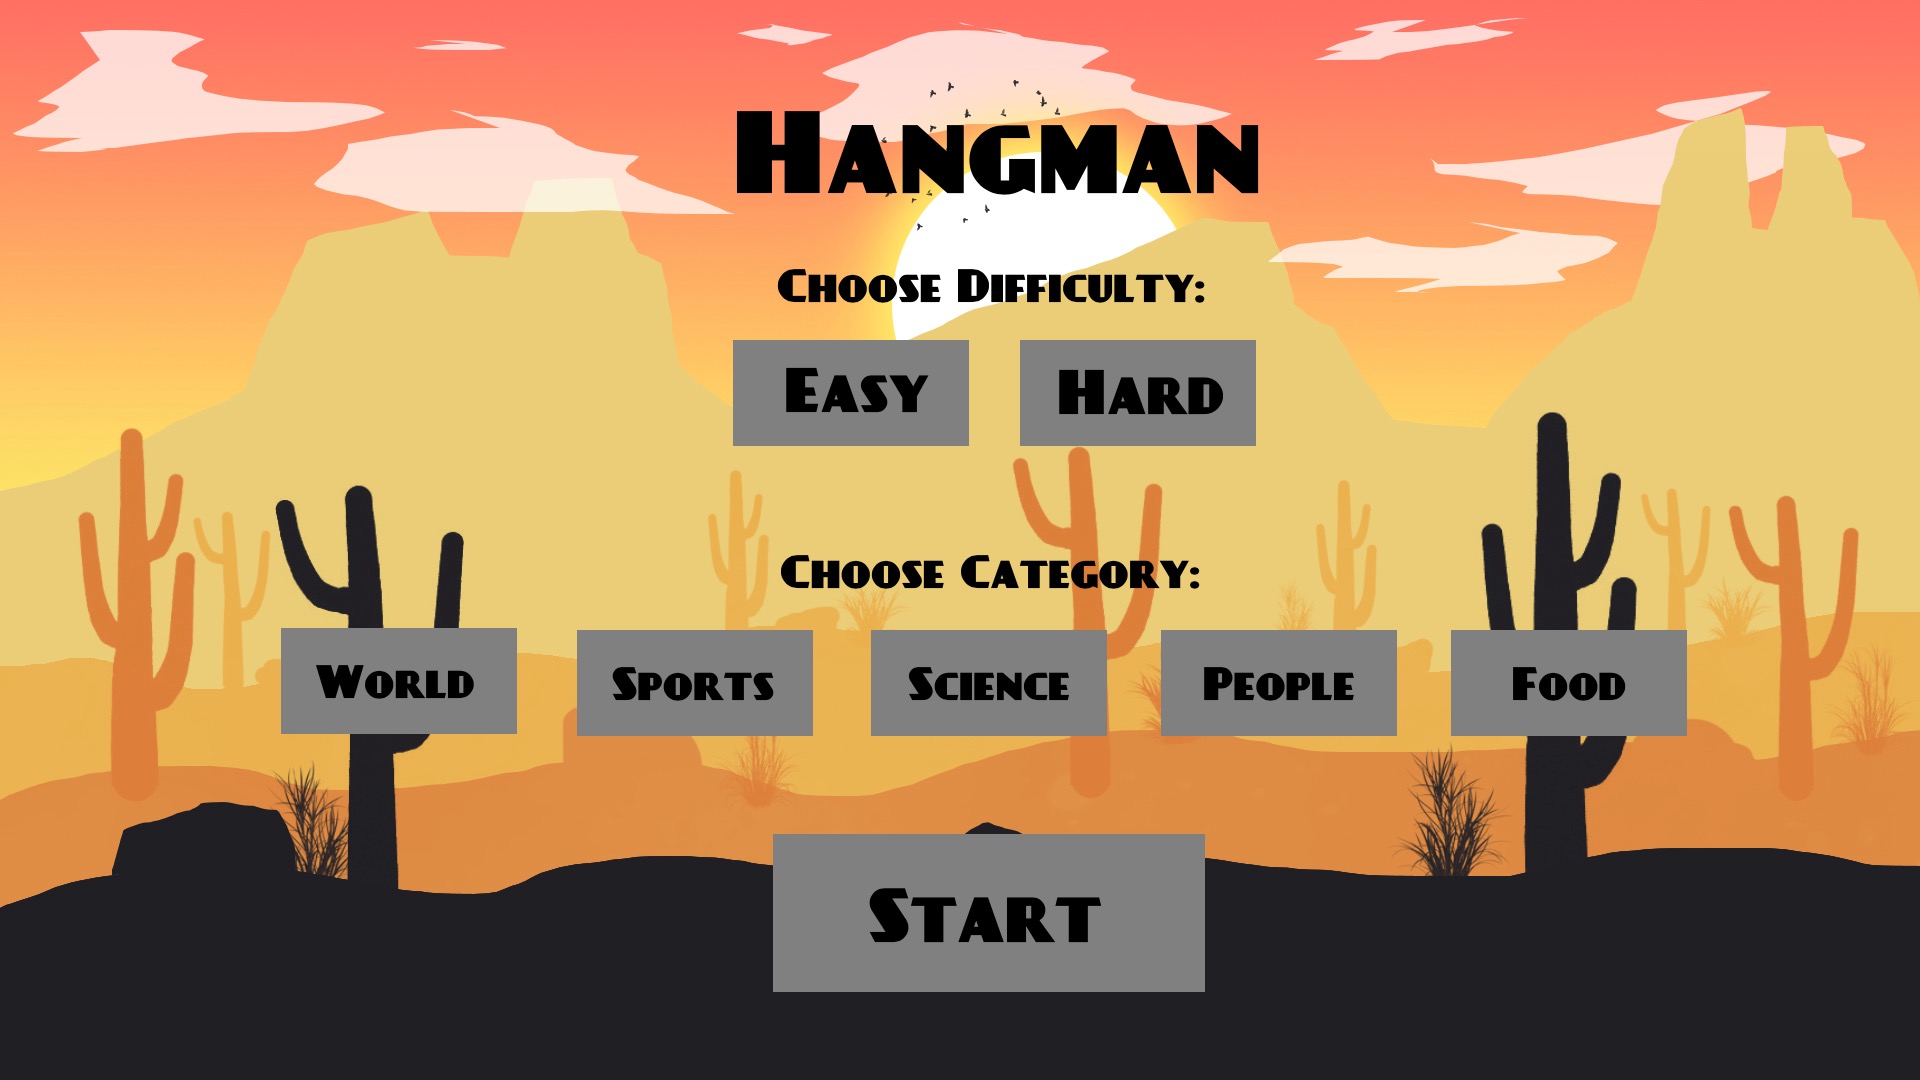 Hangman
Choose Difficulty:
Easy Hard
Choose Category:
World Sports Science People Food
Start